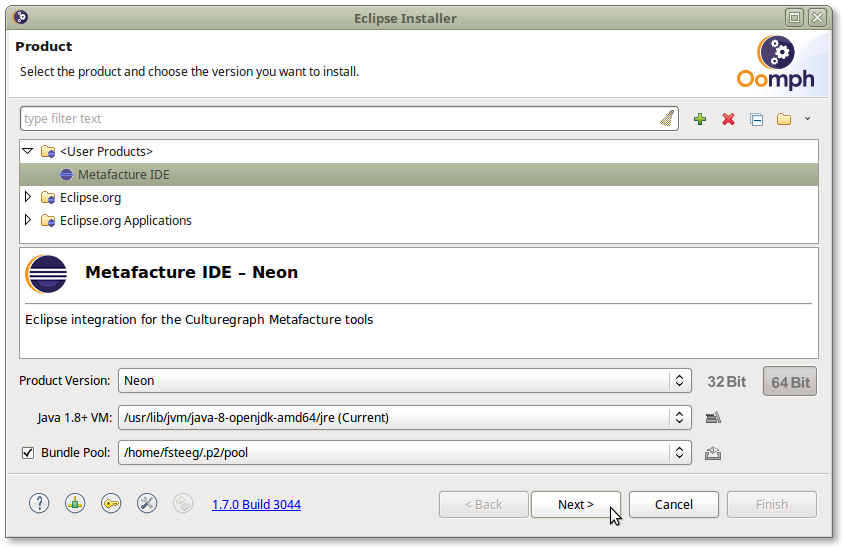 Eclipse Installer
Product
Select the product and choose the version you want to install.
Oomph
type filter text
<User Products>
Metafacture IDE
Eclipse.org
Eclipse.org Applications
Metafacture IDE – Neon
Eclipse integration for the Culturegraph Metafacture tools
Product Version: Neon 32 Bit 64 Bit
Java 1.8+ VM: /usr/lib/jvm/java-8-openjdk-amd64/jre (Current)
Bundle Pool: /home/fsteeg/.p2/pool
? 1.7.0 Build 3044 < Back Next > Cancel Finish